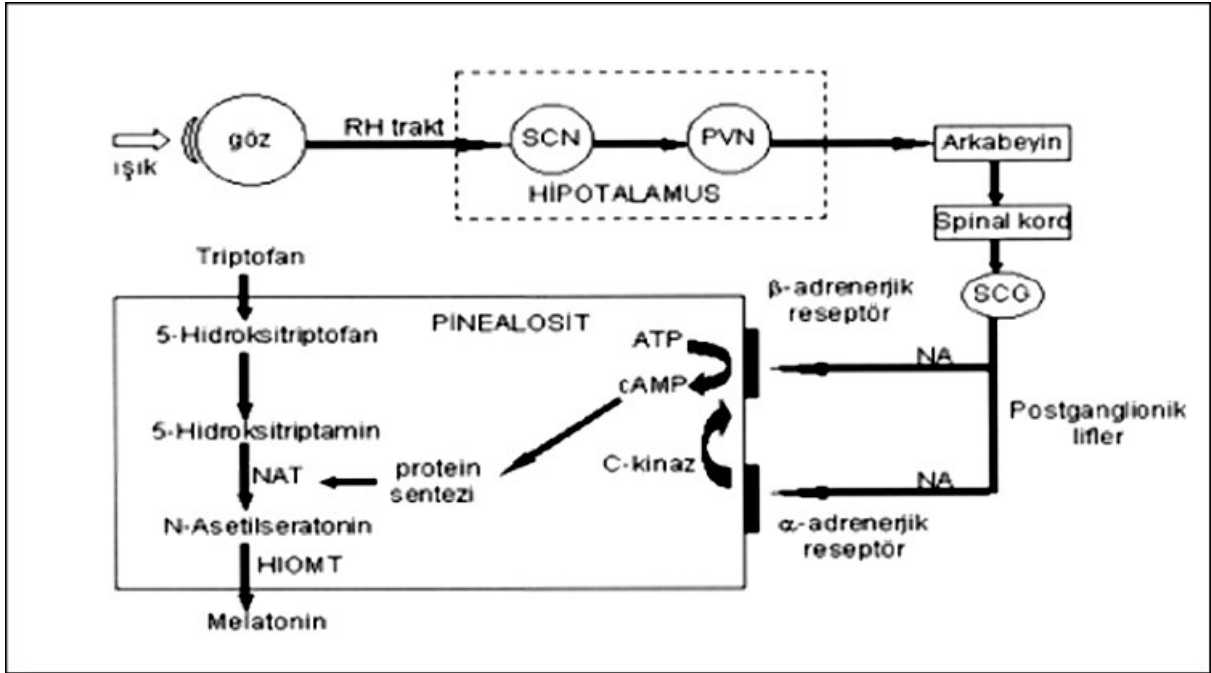 ışık
göz
RH trakt
SCN
PVN
HİPOTALAMUS
Arkabeyin
Spinal kord
SCG
β-adrenerjik
reseptör
NA
Postganglionik
lifler
NA
α-adrenerjik
reseptör
PİNEALOSİT
ATP
cAMP
C-kinaz
protein
sentezi
Triptofan
5-Hidroksitriptofan
5-Hidroksitriptamin
NAT
N-Asetilseratonin
HIOMT
Melatonin